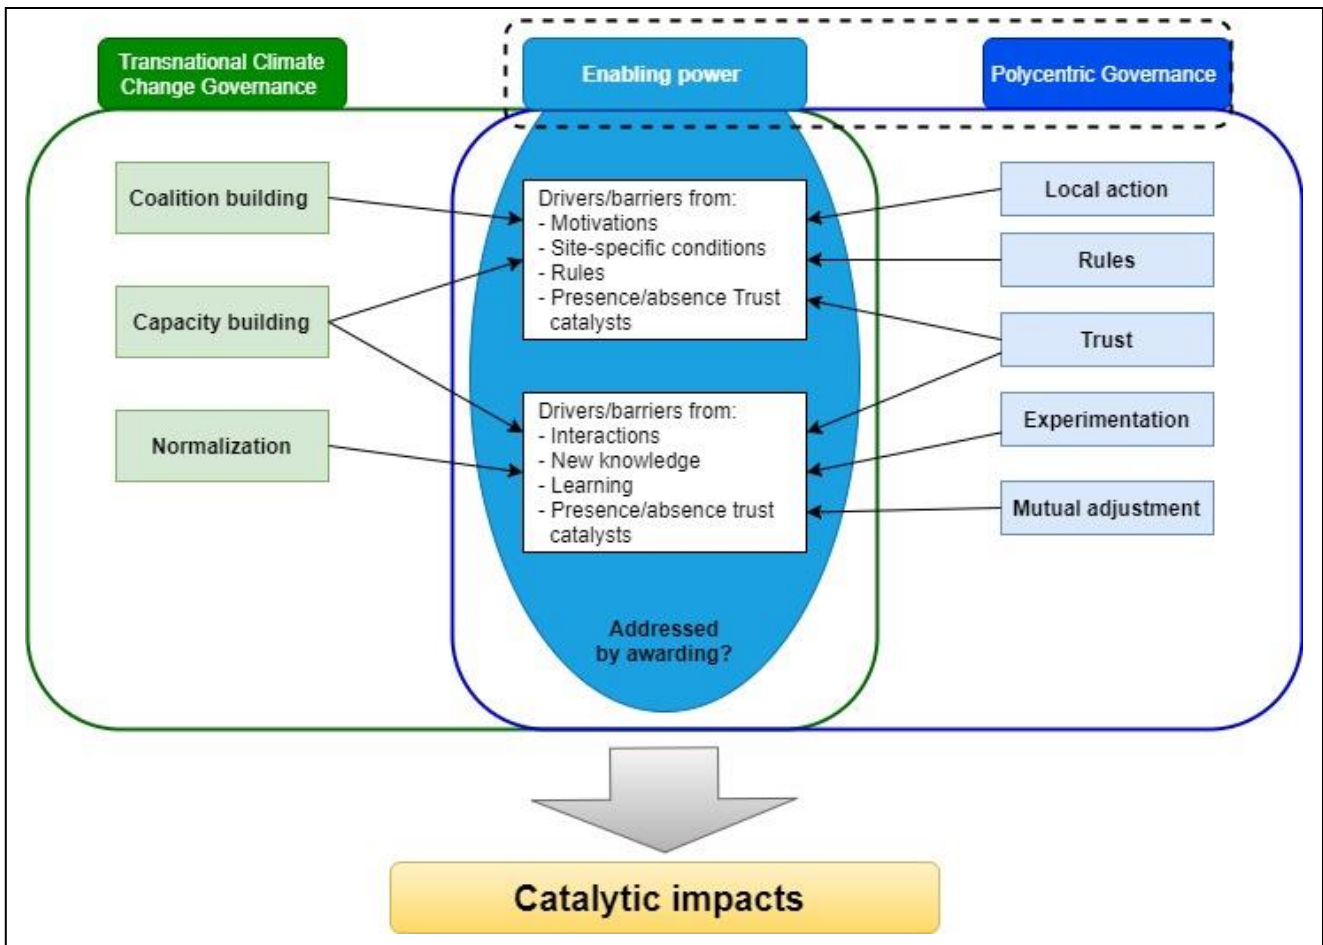 Transnational Climate
Change Governance
Enabling power
Polycentric Governance
Coalition building
Capacity building
Normalization
Drivers/barriers from:
- Motivations
- Site-specific conditions
- Rules
- Presence/absence Trust
catalysts
Drivers/barriers from:
- Interactions
- New knowledge
- Learning
- Presence/absence trust
catalysts
Addressed
by awarding?
Local action
Rules
Trust
Experimentation
Mutual adjustment
Catalytic impacts